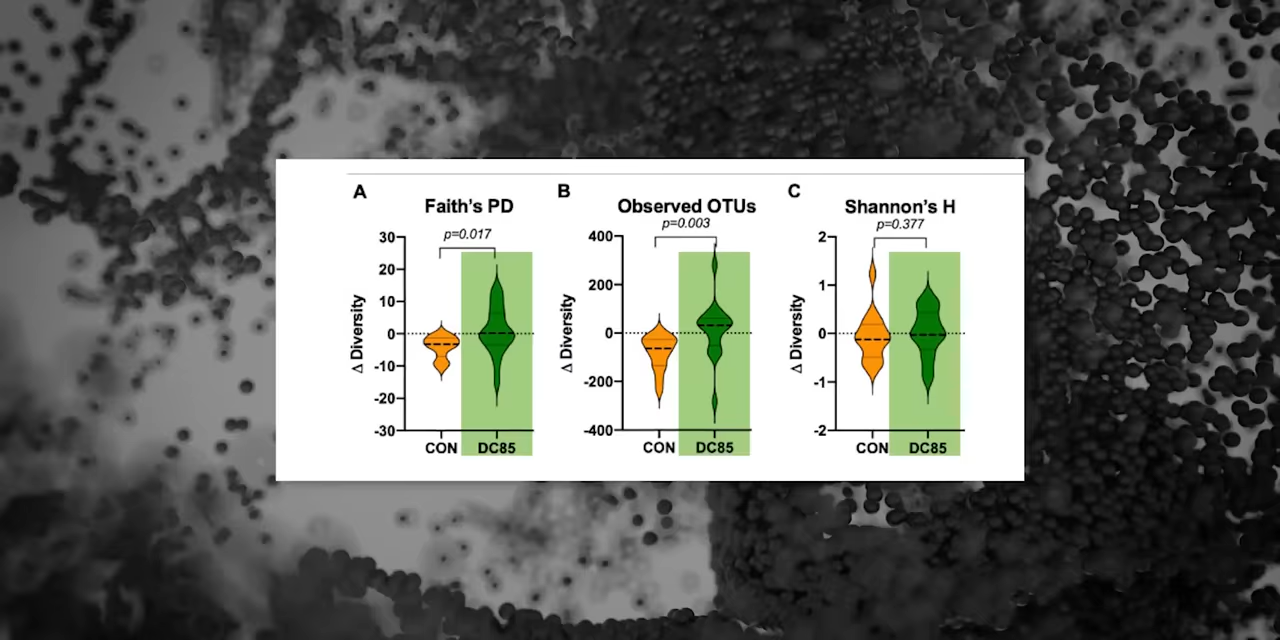 A
Faith's PD
p=0.017
30
20
10
0
-10
-20
-30
Δ Diversity
CON DC85
B
Observed OTUs
p=0.003
400
200
0
-200
-400
Δ Diversity
CON DC85
C
Shannon's H
p=0.377
2
1
0
-1
-2
Δ Diversity
CON DC85